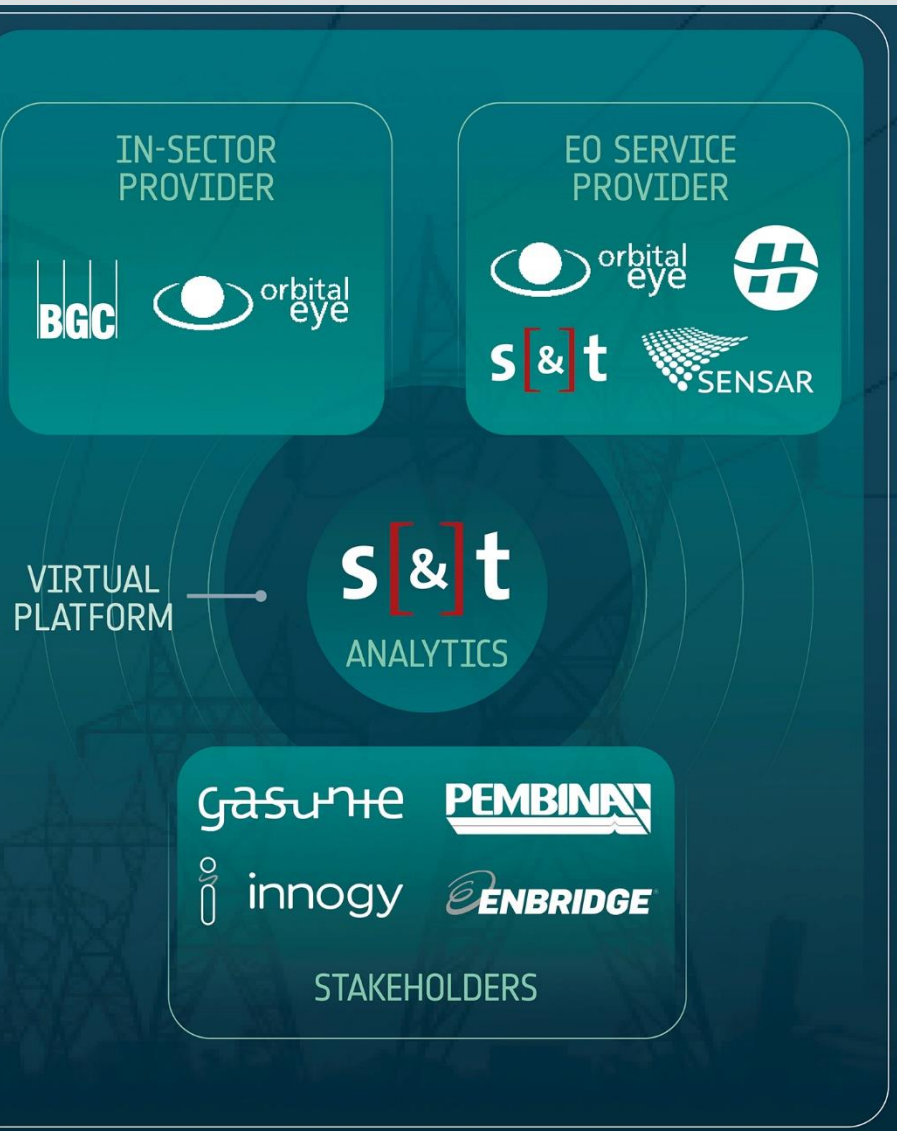 IN-SECTOR
PROVIDER
BGC
orbital
eye
EO SERVICE
PROVIDER
orbital
eye
H
s[&]t
SENSAR
VIRTUAL
PLATFORM
s[&]t
ANALYTICS
gasunie
PEMBINA
innogy
ENBRIDGE
STAKEHOLDERS